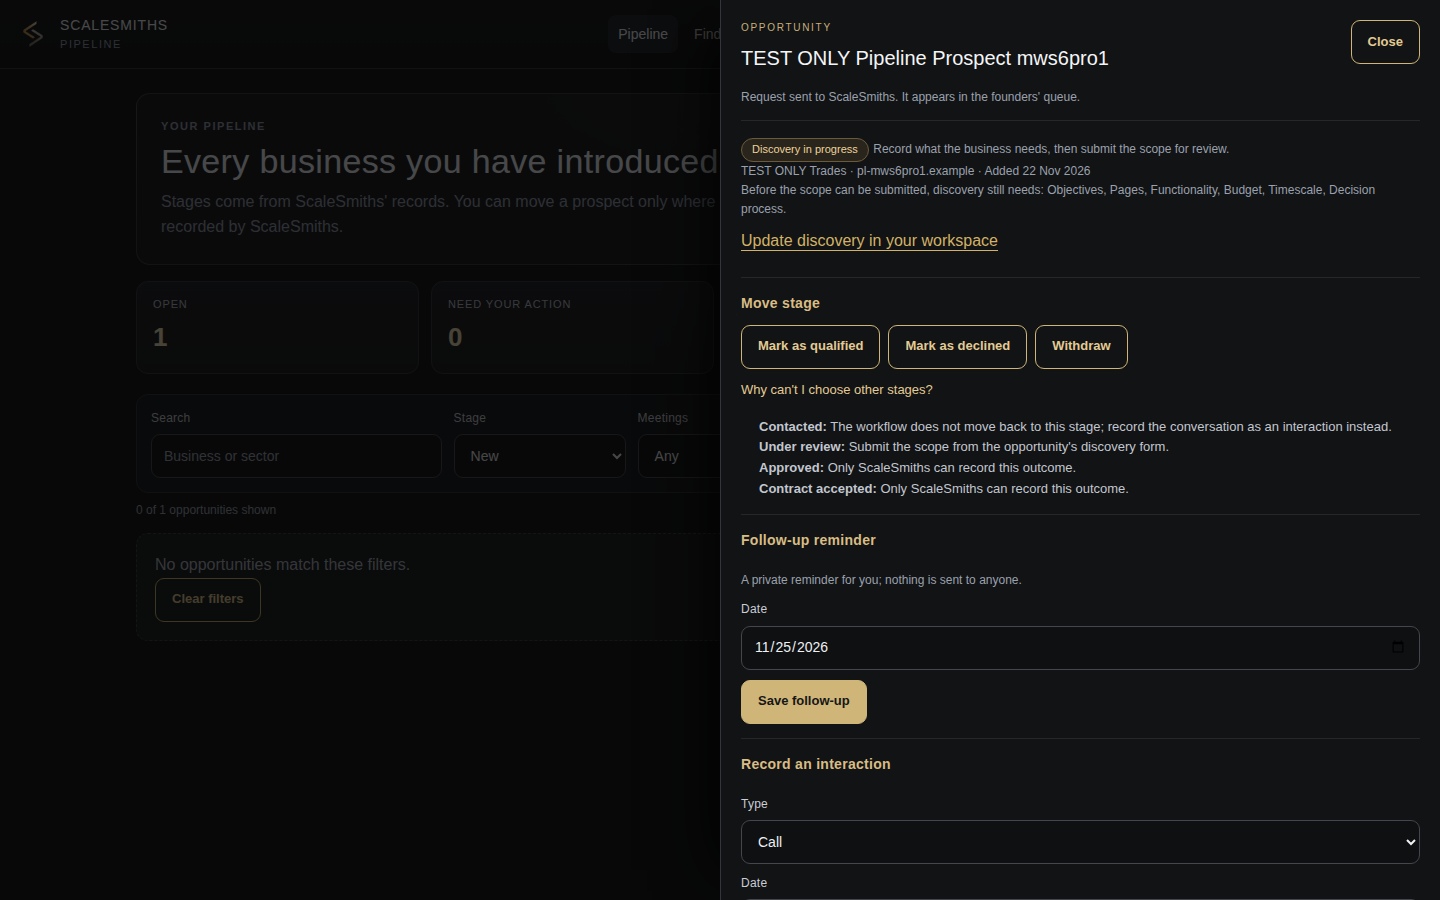 SCALESMITHS
PIPELINE
Pipeline
Find
YOUR PIPELINE
Every business you have introduced
Stages come from ScaleSmiths' records. You can move a prospect only where
recorded by ScaleSmiths.
OPEN
1
NEED YOUR ACTION
0
Search
Stage
Meetings
Business or sector
New
Any
0 of 1 opportunities shown
No opportunities match these filters.
Clear filters
OPPORTUNITY
TEST ONLY Pipeline Prospect mws6pro1
Close
Request sent to ScaleSmiths. It appears in the founders' queue.
Discovery in progress Record what the business needs, then submit the scope for review.
TEST ONLY Trades · pl-mws6pro1.example · Added 22 Nov 2026
Before the scope can be submitted, discovery still needs: Objectives, Pages, Functionality, Budget, Timescale, Decision
process.
Update discovery in your workspace
Move stage
Mark as qualified
Mark as declined
Withdraw
Why can't I choose other stages?
Contacted: The workflow does not move back to this stage; record the conversation as an interaction instead.
Under review: Submit the scope from the opportunity's discovery form.
Approved: Only ScaleSmiths can record this outcome.
Contract accepted: Only ScaleSmiths can record this outcome.
Follow-up reminder
A private reminder for you; nothing is sent to anyone.
Date
11/25/2026
Save follow-up
Record an interaction
Type
Call
Date